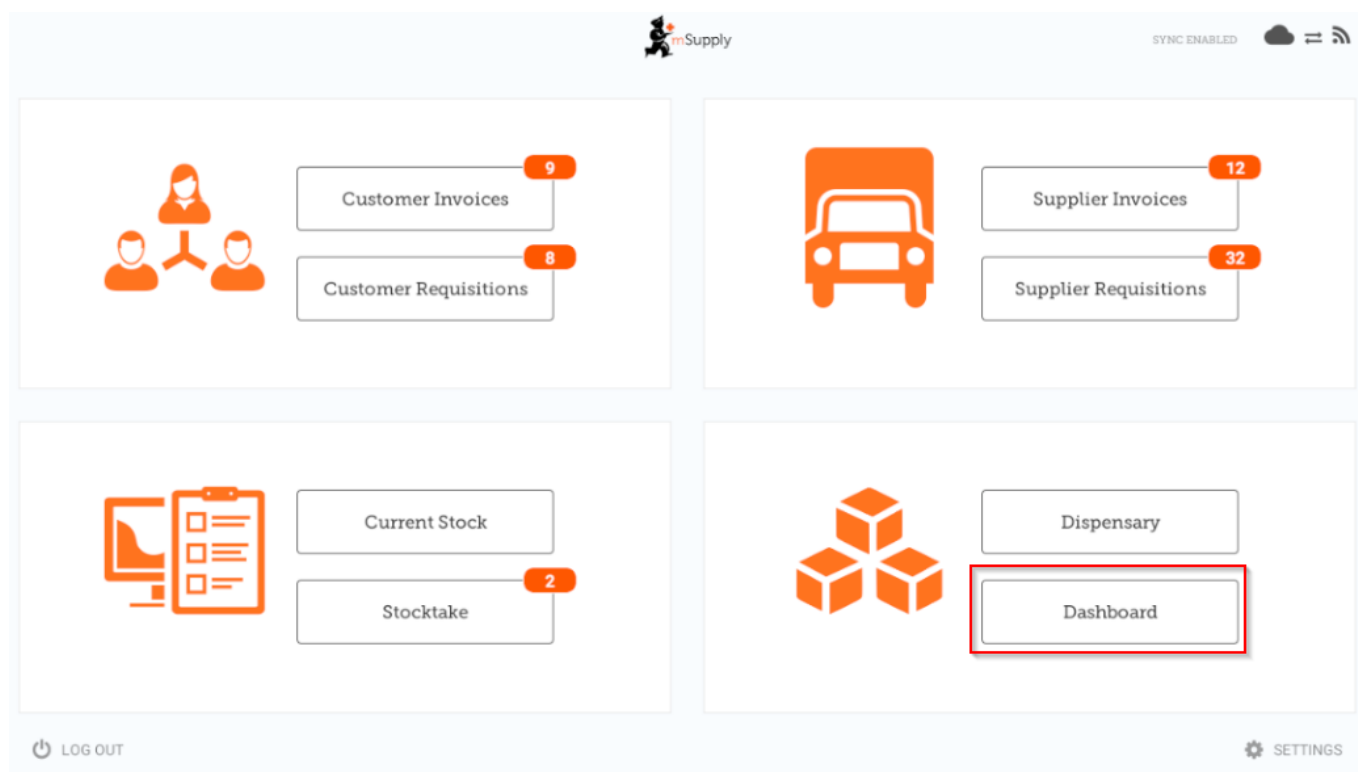 mSupply
SYNC ENABLED
9
Customer Invoices
8
Customer Requisitions
12
Supplier Invoices
32
Supplier Requisitions
Current Stock
2
Stocktake
Dispensary
Dashboard
LOG OUT
SETTINGS